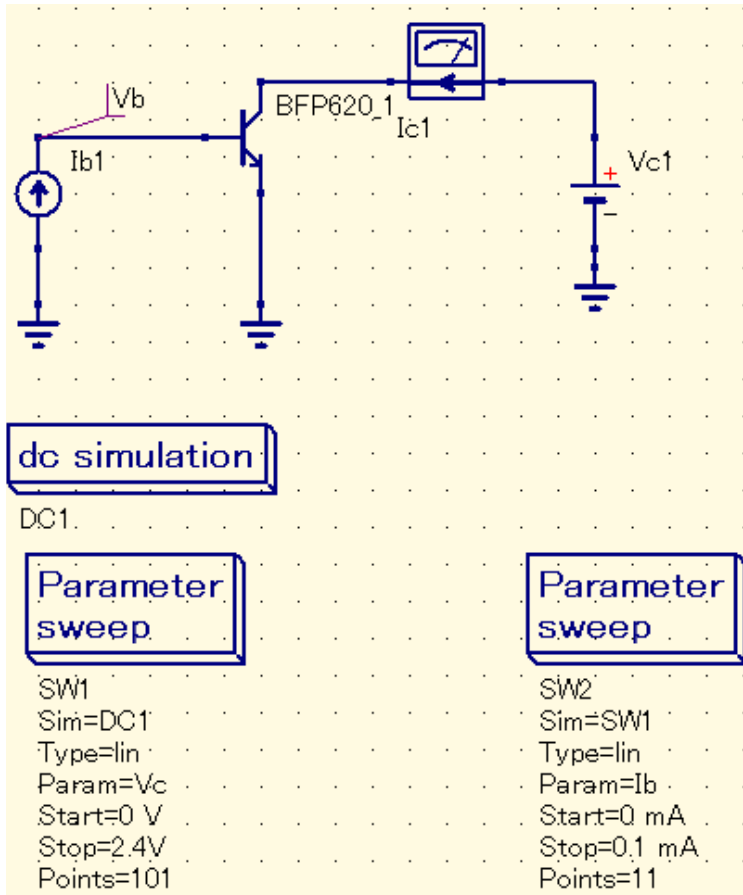 Vb
BFP620_1
Ic1
Ib1
Vc1
+
−
dc simulation
DC1
Parameter
sweep
SW1
Sim=DC1
Type=lin
Param=Vc
Start=0 V
Stop=2.4V
Points=101
Parameter
sweep
SW2
Sim=SW1
Type=lin
Param=Ib
Start=0 mA
Stop=0.1 mA
Points=11